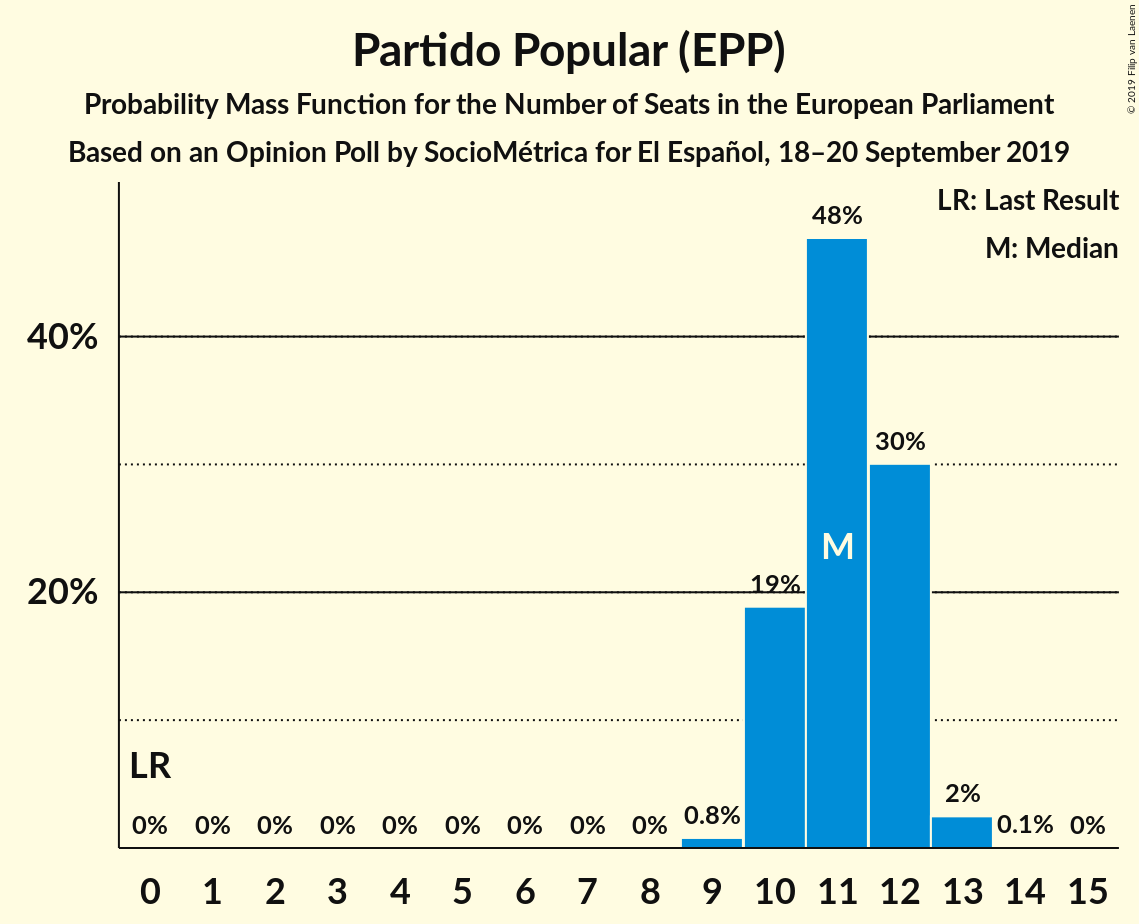 Partido Popular (EPP)
Probability Mass Function for the Number of Seats in the European Parliament
Based on an Opinion Poll by SocioMétrica for El Español, 18–20 September 2019
© 2019 Filip van Laenen
LR: Last Result
M: Median
48%
40%
30%
M
19%
20%
LR
0% 0% 0% 0% 0% 0% 0% 0% 0% 0.8% 2% 0.1% 0%
0 1 2 3 4 5 6 7 8 9 10 11 12 13 14 15